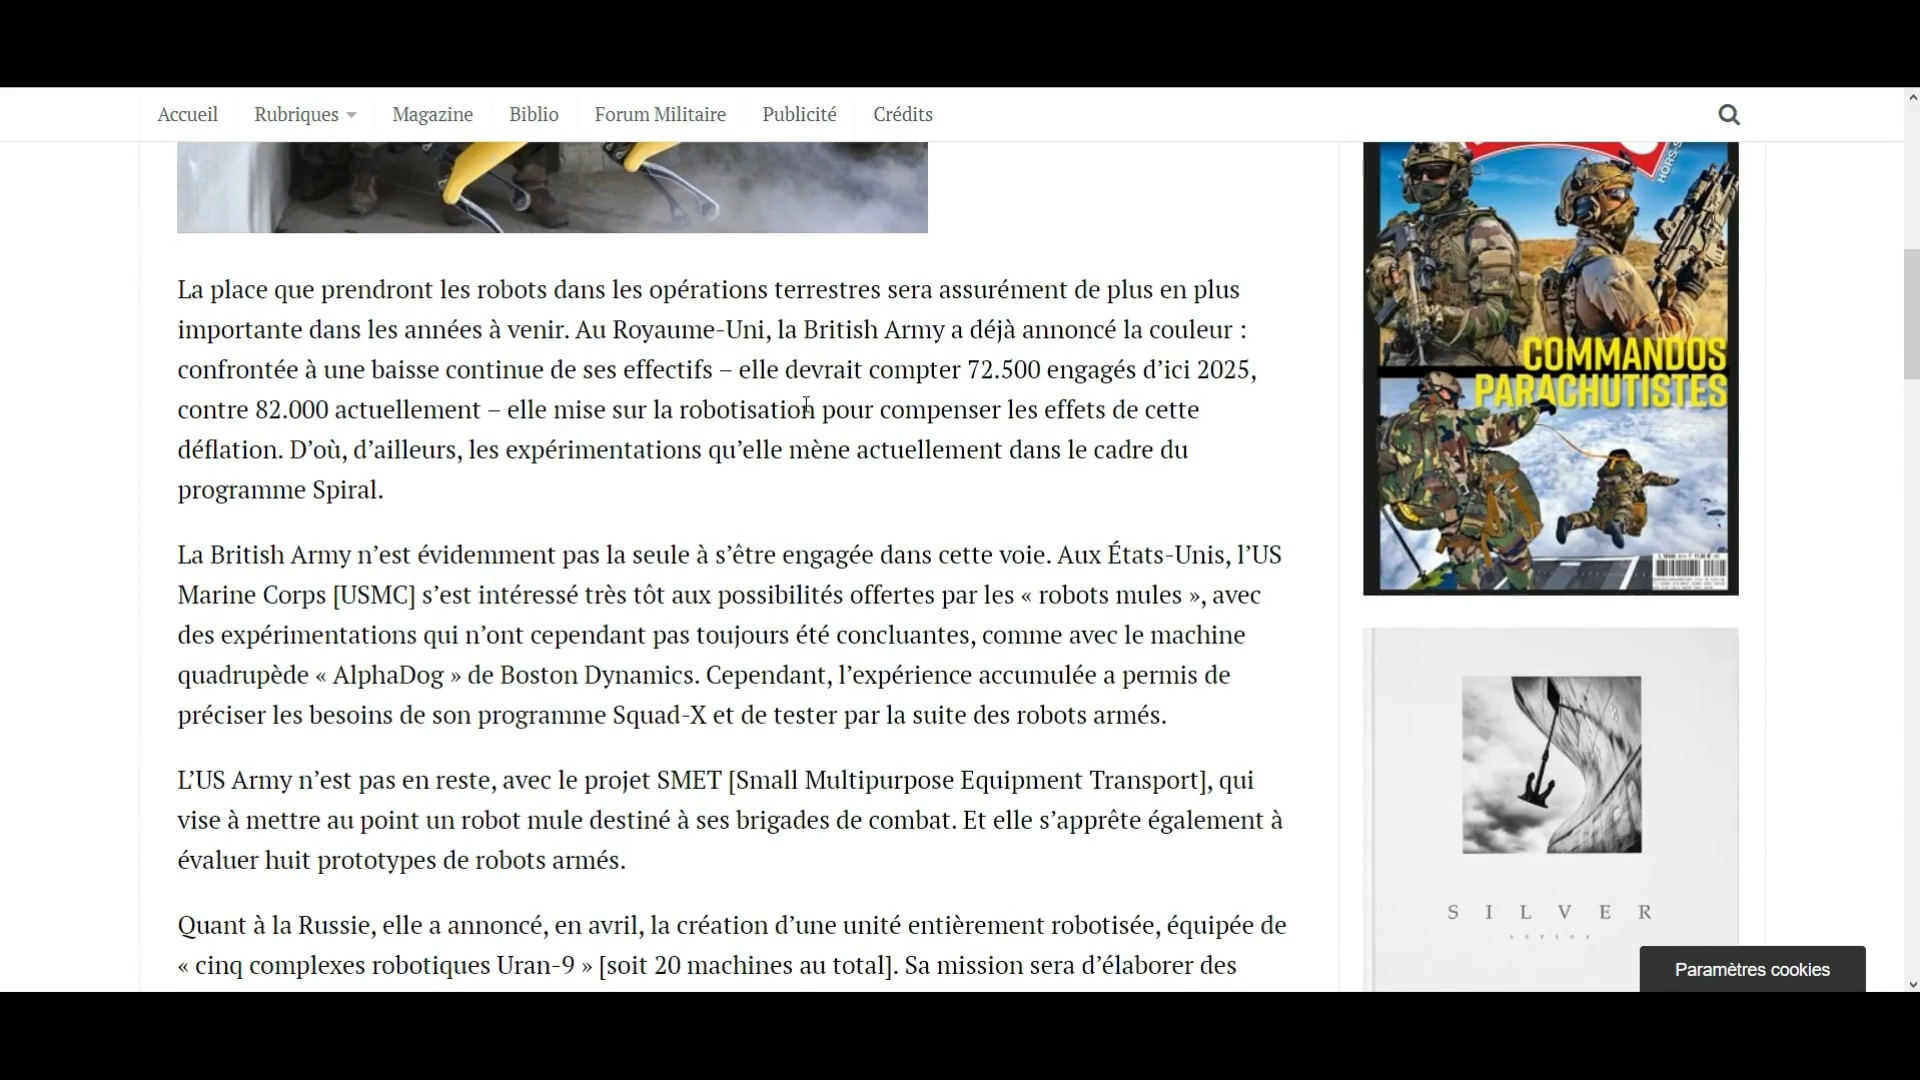 Accueil
Rubriques
Magazine
Biblio
Forum Militaire
Publicité
Crédits
La place que prendront les robots dans les opérations terrestres sera assurément de plus en plus
importante dans les années à venir. Au Royaume-Uni, la British Army a déjà annoncé la couleur :
confrontée à une baisse continue de ses effectifs – elle devrait compter 72.500 engagés d’ici 2025,
contre 82.000 actuellement – elle mise sur la robotisation pour compenser les effets de cette
déflation. D’où, d’ailleurs, les expérimentations qu’elle mène actuellement dans le cadre du
programme Spiral.
La British Army n’est évidemment pas la seule à s’être engagée dans cette voie. Aux États-Unis, l’US
Marine Corps [USMC] s’est intéressé très tôt aux possibilités offertes par les « robots mules », avec
des expérimentations qui n’ont cependant pas toujours été concluantes, comme avec le machine
quadrupède « AlphaDog » de Boston Dynamics. Cependant, l’expérience accumulée a permis de
préciser les besoins de son programme Squad-X et de tester par la suite des robots armés.
L’US Army n’est pas en reste, avec le projet SMET [Small Multipurpose Equipment Transport], qui
vise à mettre au point un robot mule destiné à ses brigades de combat. Et elle s’apprête également à
évaluer huit prototypes de robots armés.
Quant à la Russie, elle a annoncé, en avril, la création d’une unité entièrement robotisée, équipée de
« cinq complexes robotiques Uran-9 » [soit 20 machines au total]. Sa mission sera d’élaborer des
COMMANDOS
PARACHUTISTES
SILVER
series
Paramètres cookies